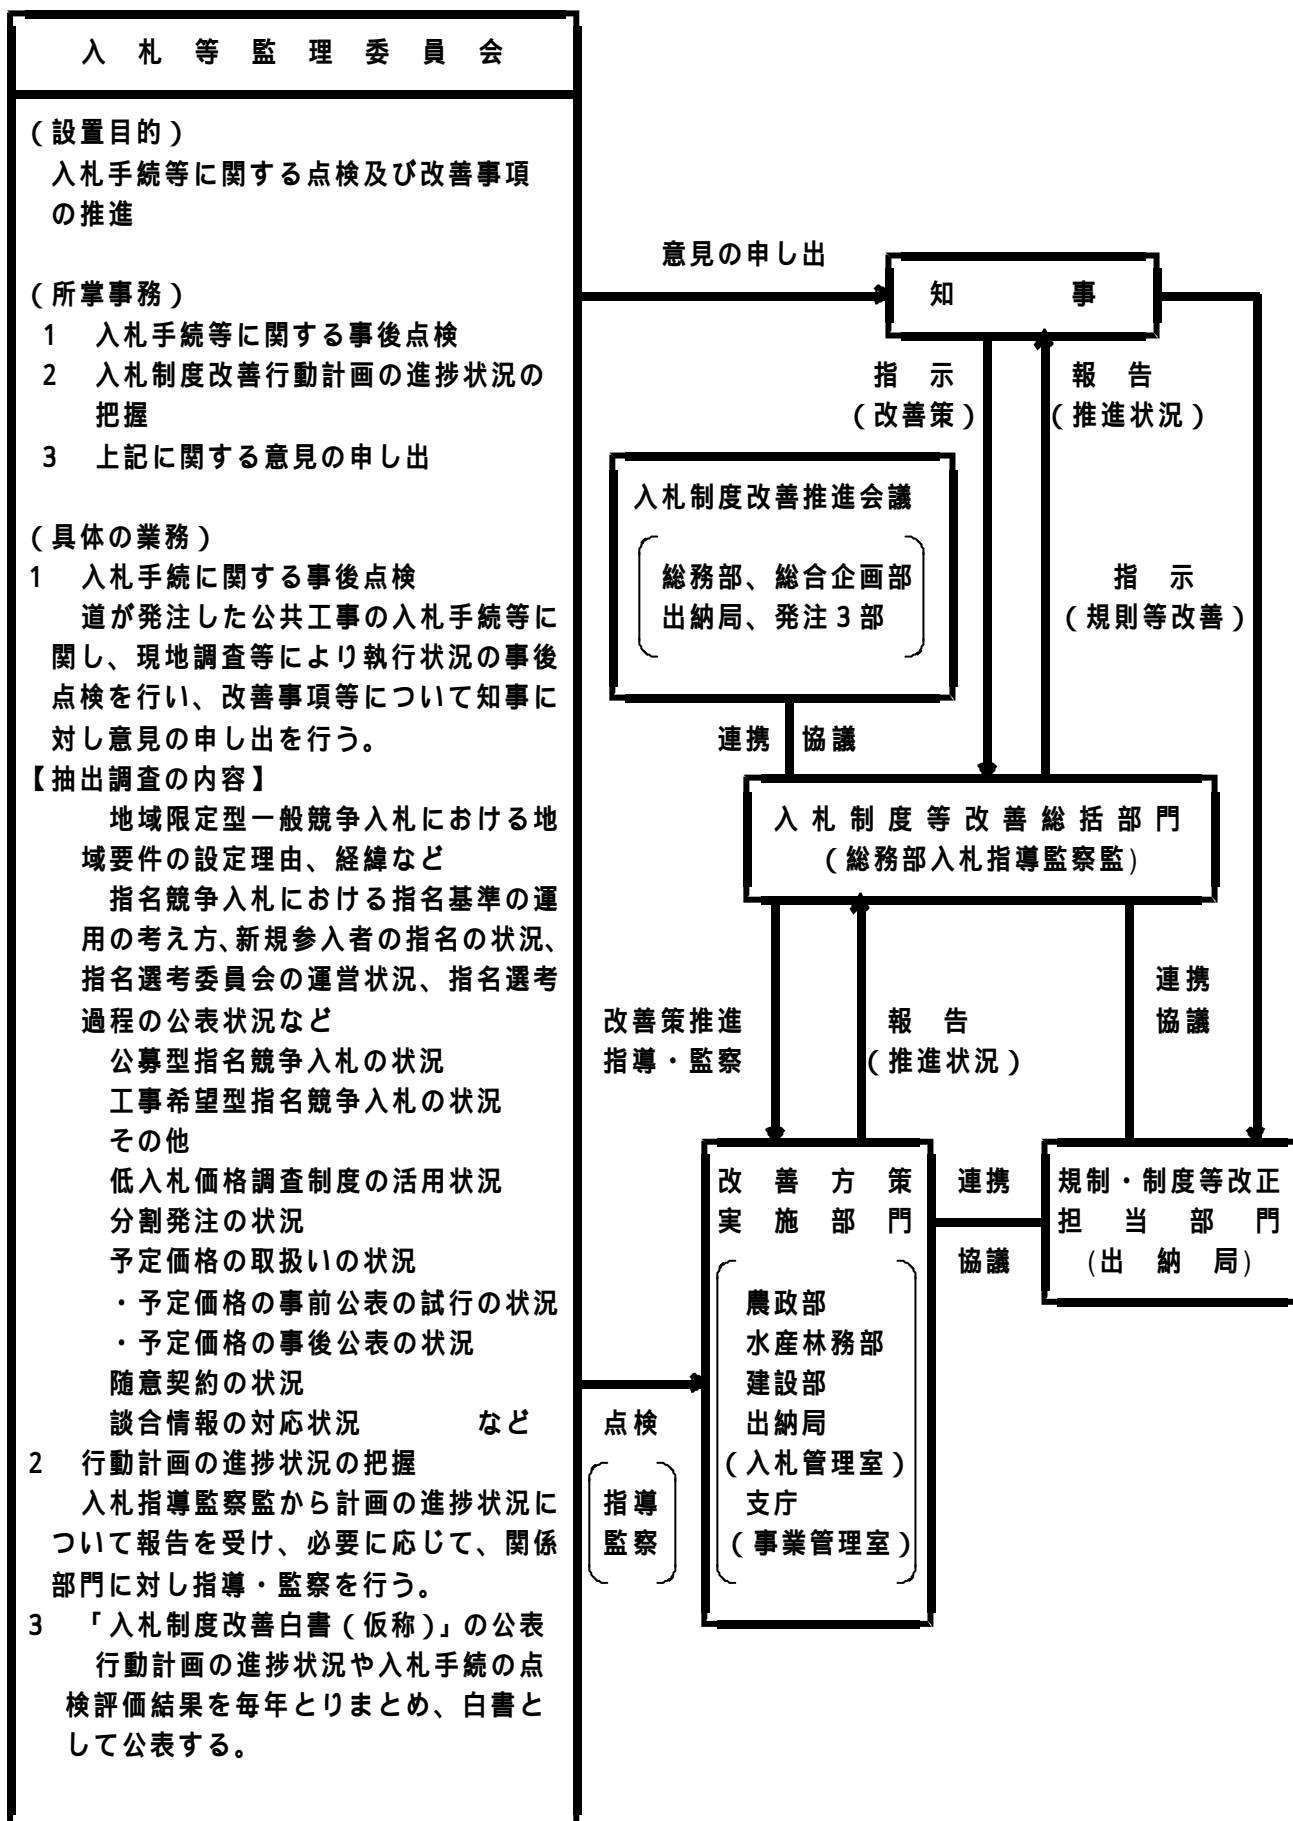 入札等監理委員会
(設置目的)
入札手続等に関する点検及び改善事項
の推進
(所掌事務)
1 入札手続等に関する事後点検
2 入札制度改善行動計画の進捗状況の
把握
3 上記に関する意見の申し出
(具体の業務)
1 入札手続に関する事後点検
道が発注した公共工事の入札手続等に
関し、現地調査等により執行状況の事後
点検を行い、改善事項等について知事に
対し意見の申し出を行う。
【抽出調査の内容】
地域限定型一般競争入札における地
域要件の設定理由、経緯など
指名競争入札における指名基準の運
用の考え方、新規参入者の指名の状況、
指名選考委員会の運営状況、指名選考
過程の公表状況など
公募型指名競争入札の状況
工事希望型指名競争入札の状況
その他
低入札価格調査制度の活用状況
分割発注の状況
予定価格の取扱いの状況
・予定価格の事前公表の試行の状況
・予定価格の事後公表の状況
随意契約の状況
談合情報の対応状況 など
2 行動計画の進捗状況の把握
入札指導監察監から計画の進捗状況に
ついて報告を受け、必要に応じて、関係
部門に対し指導・監察を行う。
3 「入札制度改善白書(仮称)」の公表
行動計画の進捗状況や入札手続の点
検評価結果を毎年とりまとめ、白書と
して公表する。
意見の申し出
知事
指示
(改善策)
報告
(推進状況)
入札制度改善推進会議
総務部、総合企画部
出納局、発注3部
指示
(規則等改善)
連携 協議
入札制度等改善総括部門
(総務部入札指導監察監)
改善策推進
指導・監察
報告
(推進状況)
連携
協議
改善方策
実施部門
農政部
水産林務部
建設部
出納局
(入札管理室)
支庁
(事業管理室)
連携
協議
規制・制度等改正
担当部門
(出納局)
点検
指導
監察